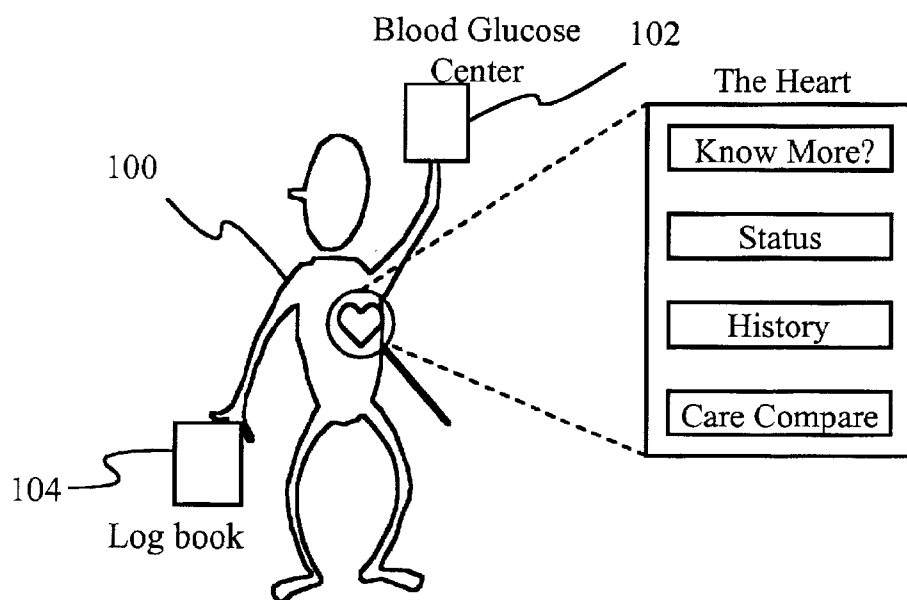 Blood Glucose
Center
102
The Heart
Know More?
100
Status
History
Care Compare
104
Log book